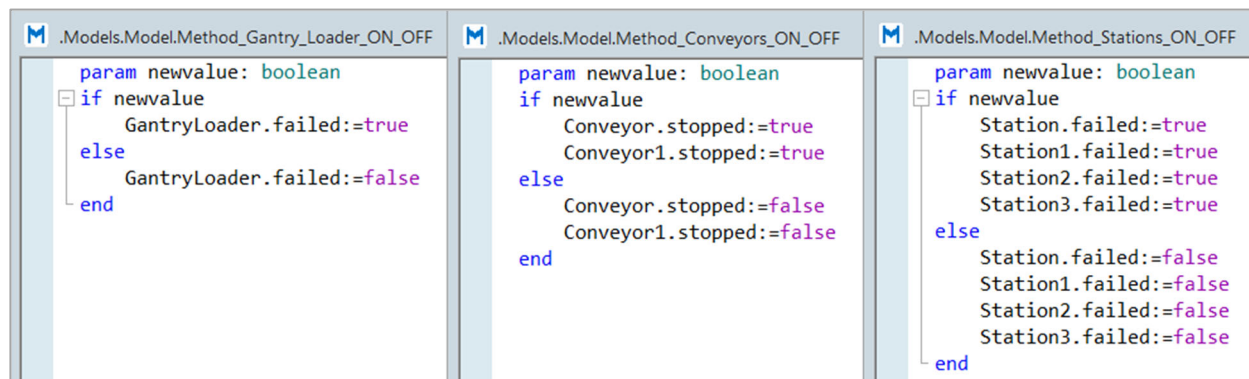 .Models.Model.Method_Gantry_Loader_ON_OFF
param newvalue: boolean
if newvalue
GantryLoader.failed:=true
else
GantryLoader.failed:=false
end
.Models.Model.Method_Conveyors_ON_OFF
param newvalue: boolean
if newvalue
Conveyor.stopped:=true
Conveyor1.stopped:=true
else
Conveyor.stopped:=false
Conveyor1.stopped:=false
end
.Models.Model.Method_Stations_ON_OFF
param newvalue: boolean
if newvalue
Station.failed:=true
Station1.failed:=true
Station2.failed:=true
Station3.failed:=true
else
Station.failed:=false
Station1.failed:=false
Station2.failed:=false
Station3.failed:=false
end